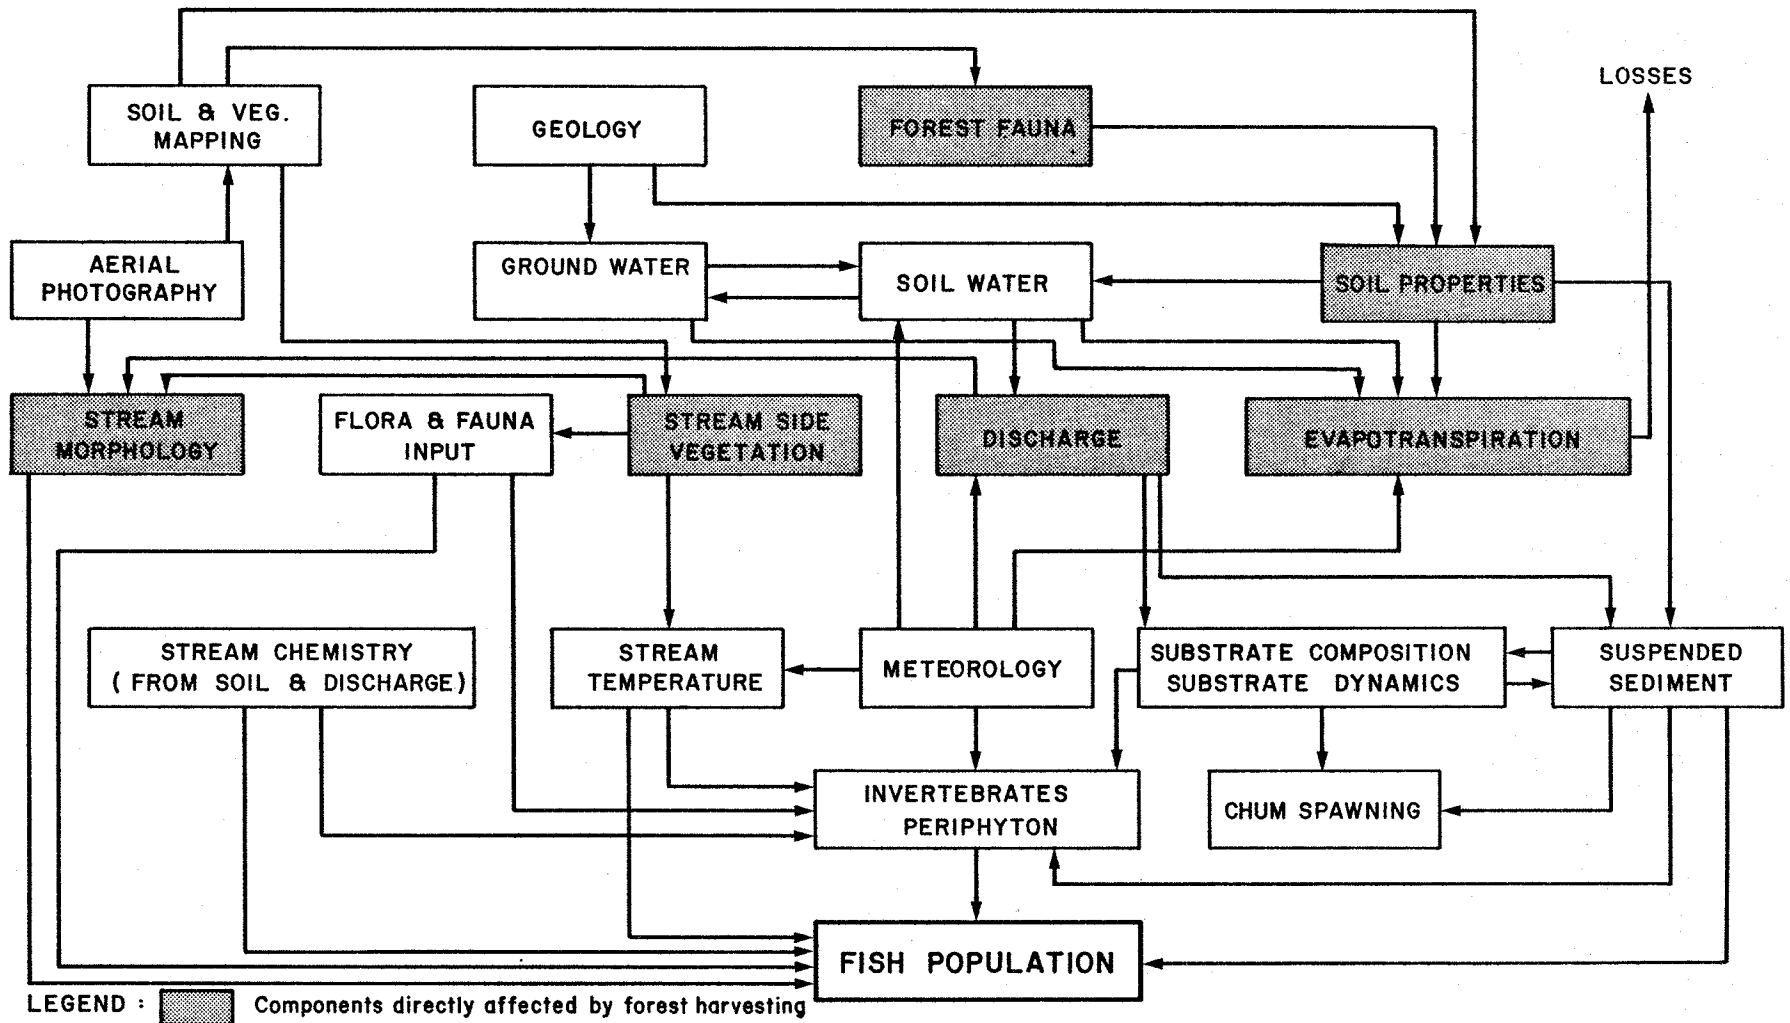 LOSSES
SOIL & VEG.
MAPPING
GEOLOGY
FOREST FAUNA
AERIAL
PHOTOGRAPHY
GROUND WATER
SOIL WATER
SOIL PROPERTIES
STREAM
MORPHOLOGY
FLORA & FAUNA
INPUT
STREAM SIDE
VEGETATION
DISCHARGE
EVAPOTRANSPIRATION
STREAM CHEMISTRY
( FROM SOIL & DISCHARGE)
STREAM
TEMPERATURE
METEOROLOGY
SUBSTRATE COMPOSITION
SUBSTRATE DYNAMICS
SUSPENDED
SEDIMENT
INVERTEBRATES
PERIPHYTON
CHUM SPAWNING
FISH POPULATION
LEGEND : Components directly affected by forest harvesting